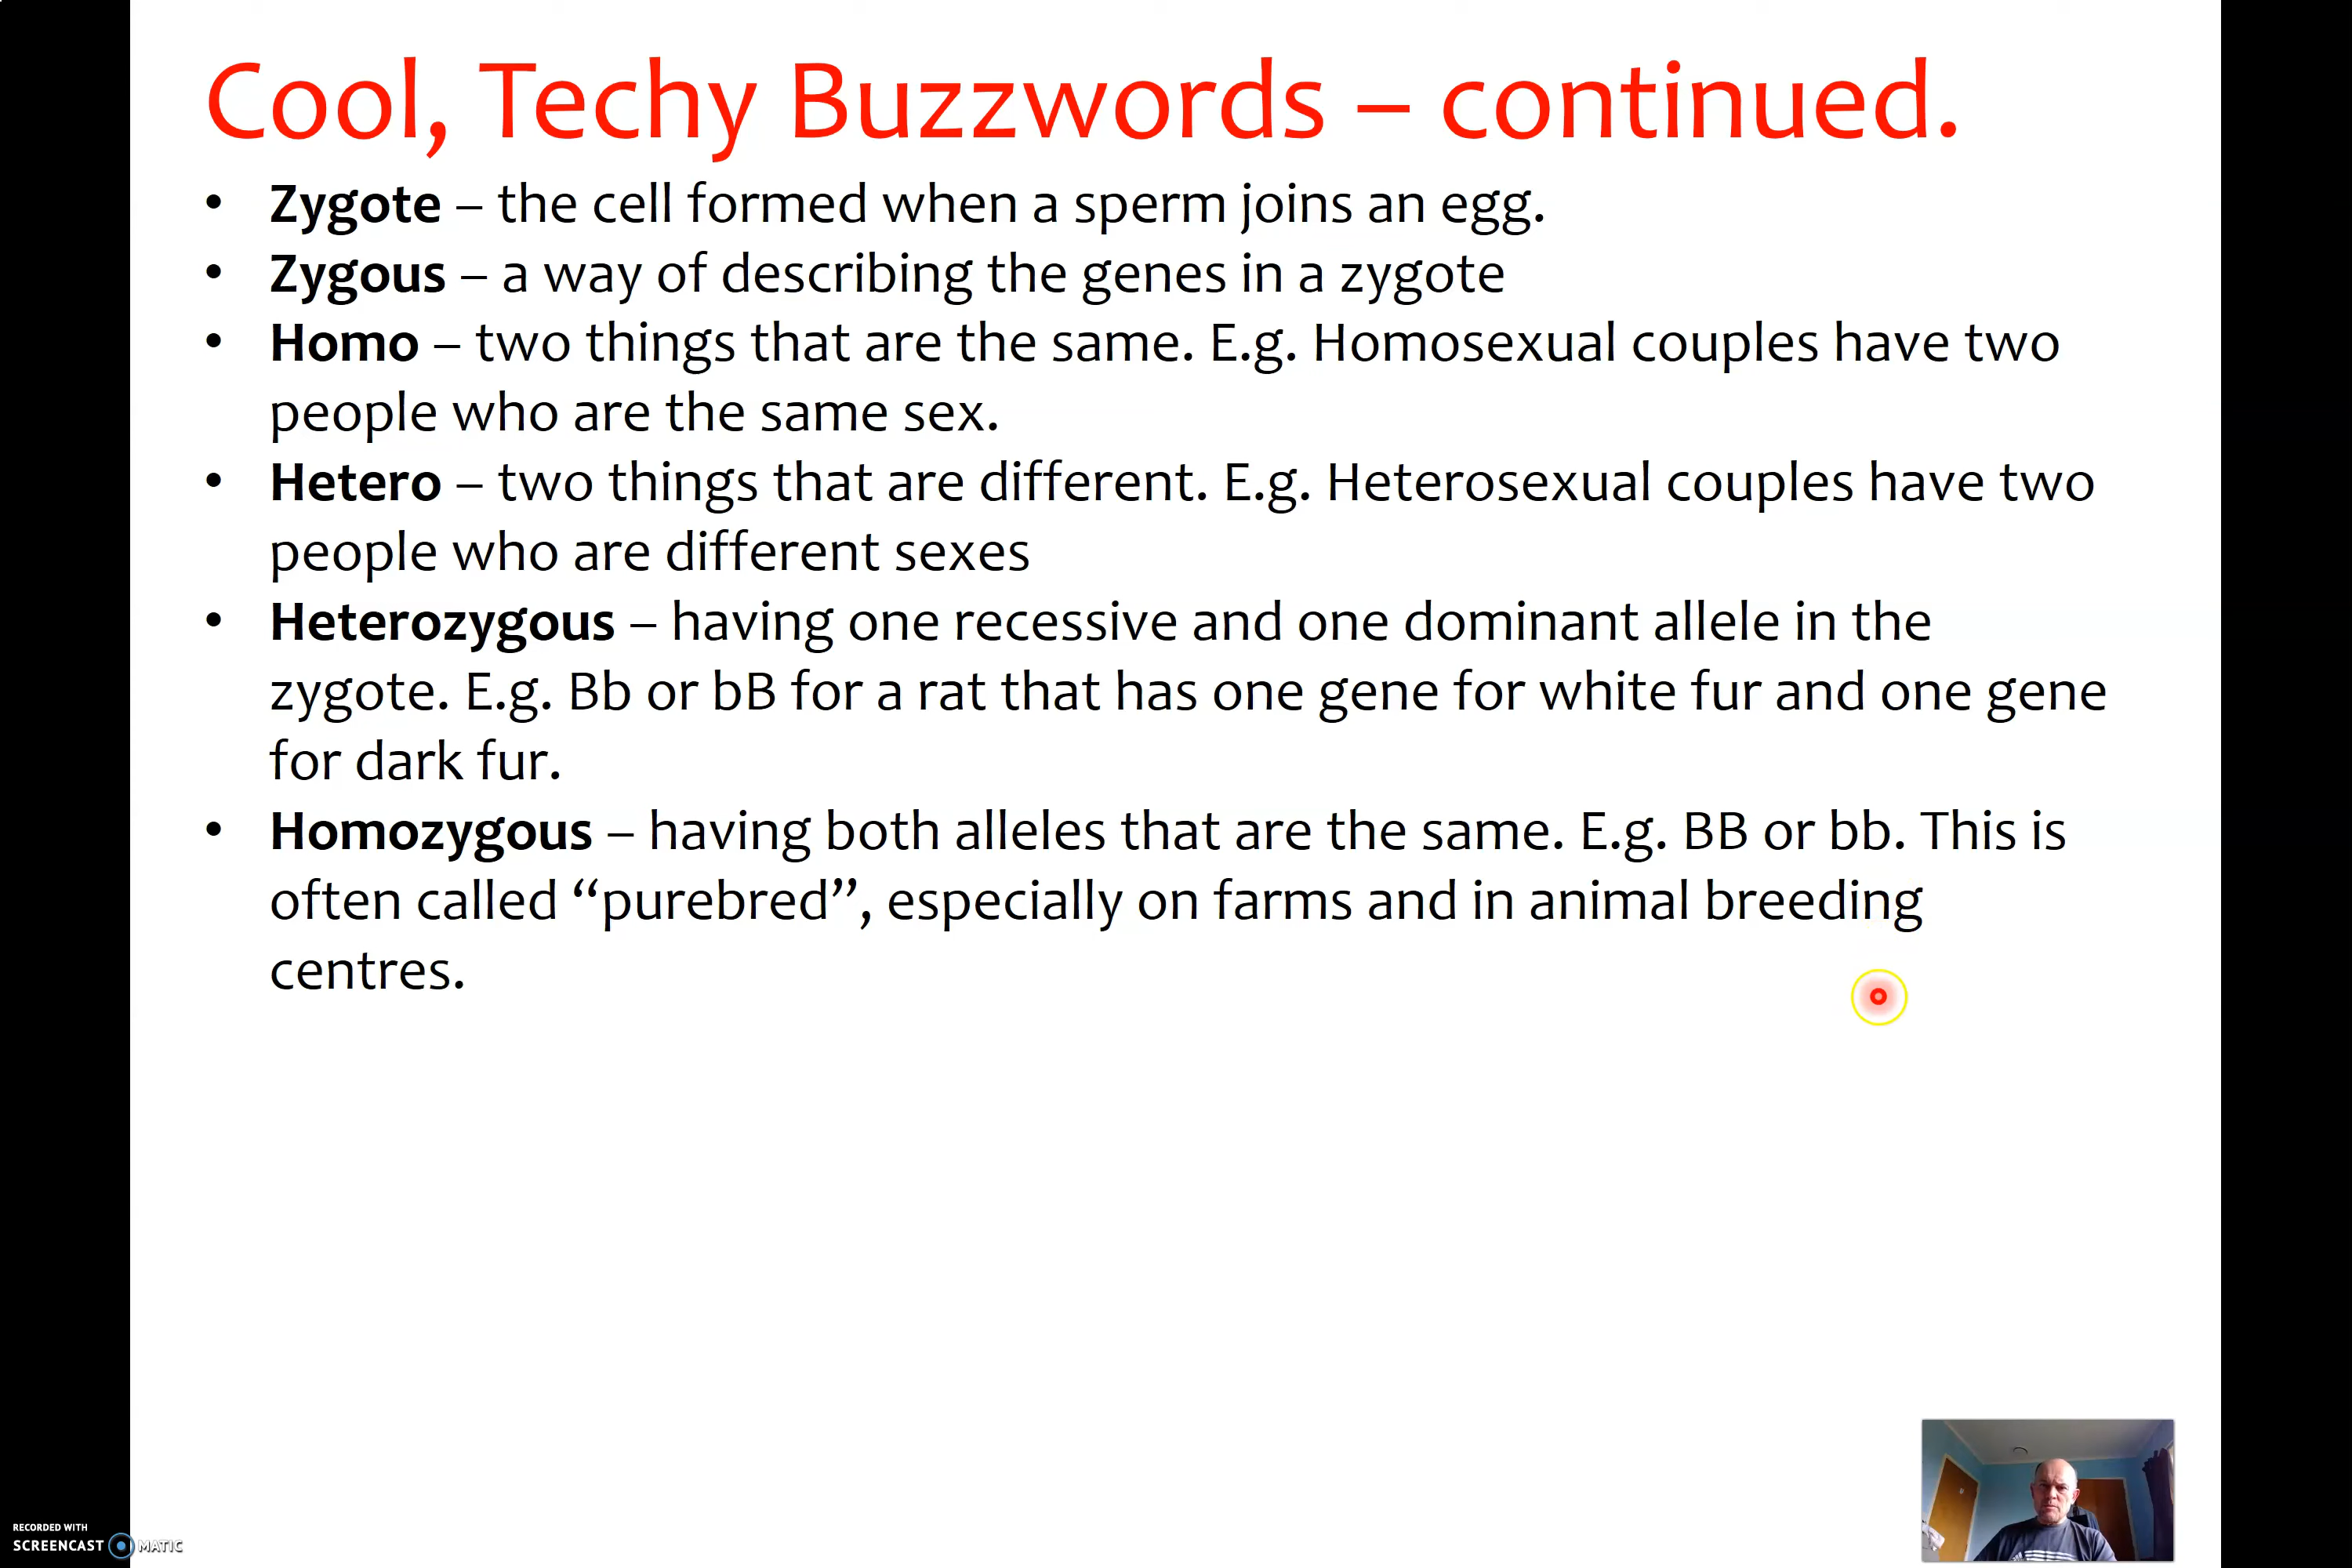 Cool, Techy Buzzwords – continued.
• Zygote – the cell formed when a sperm joins an egg.
• Zygous – a way of describing the genes in a zygote
• Homo – two things that are the same. E.g. Homosexual couples have two
people who are the same sex.
• Hetero – two things that are different. E.g. Heterosexual couples have two
people who are different sexes
• Heterozygous – having one recessive and one dominant allele in the
zygote. E.g. Bb or bB for a rat that has one gene for white fur and one gene
for dark fur.
• Homozygous – having both alleles that are the same. E.g. BB or bb. This is
often called “purebred”, especially on farms and in animal breeding
centres.
RECORDED WITH
SCREENCAST MATIC